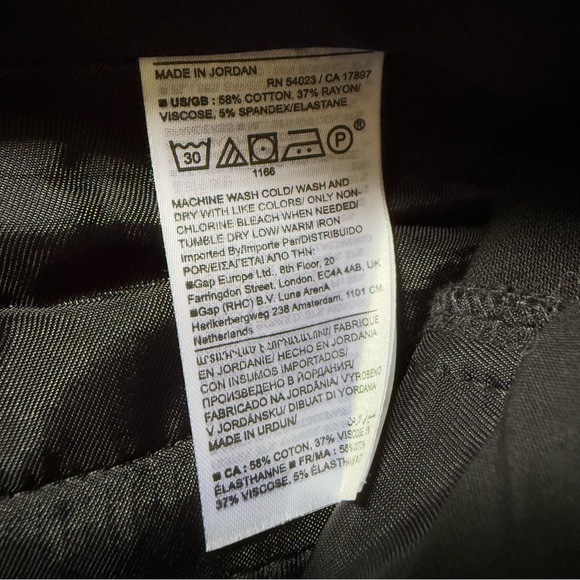 MADE IN JORDAN
RN 54023 / CA 17897
■ US/GB : 58% COTTON, 37% RAYON/
VISCOSE, 5% SPANDEX/ELASTANE
30 P ®
1166
MACHINE WASH COLD/ WASH AND
DRY WITH LIKE COLORS/ ONLY NON-
CHLORINE BLEACH WHEN NEEDED/
TUMBLE DRY LOW/ WARM IRON
Imported By/Importe Par/DISTRIBUIDO
POR/ΕΙΣΑΓΕΤΑΙ ΑΠΟ ΤΗΝ:
■Gap Europe Ltd., 8th Floor, 20
Farringdon Street, London, EC4A 4AB, UK
■Gap (RHC) B.V. Luna ArenA
Herikerbergweg 238 Amsterdam, 1101 CM,
Netherlands
FABRIQUE
EN JORDANIE/ HECHO EN JORDANIA
CON INSUMOS IMPORTADOS/
ПРОИЗВЕДЕНО В ЙОРДАНИИ/
FABRICADO NA JORDÂNIA/ VYROBENO
V JORDÁNSKU/ DIBUAT DI YORDANIA
MADE IN URDUN/
■ CA : 58% COTTON, 37% VISCOSE
ÉLASTHANNE ■ FR/MA : 58% COTON,
37% VISCOSE, 5% ÉLASTHANNE